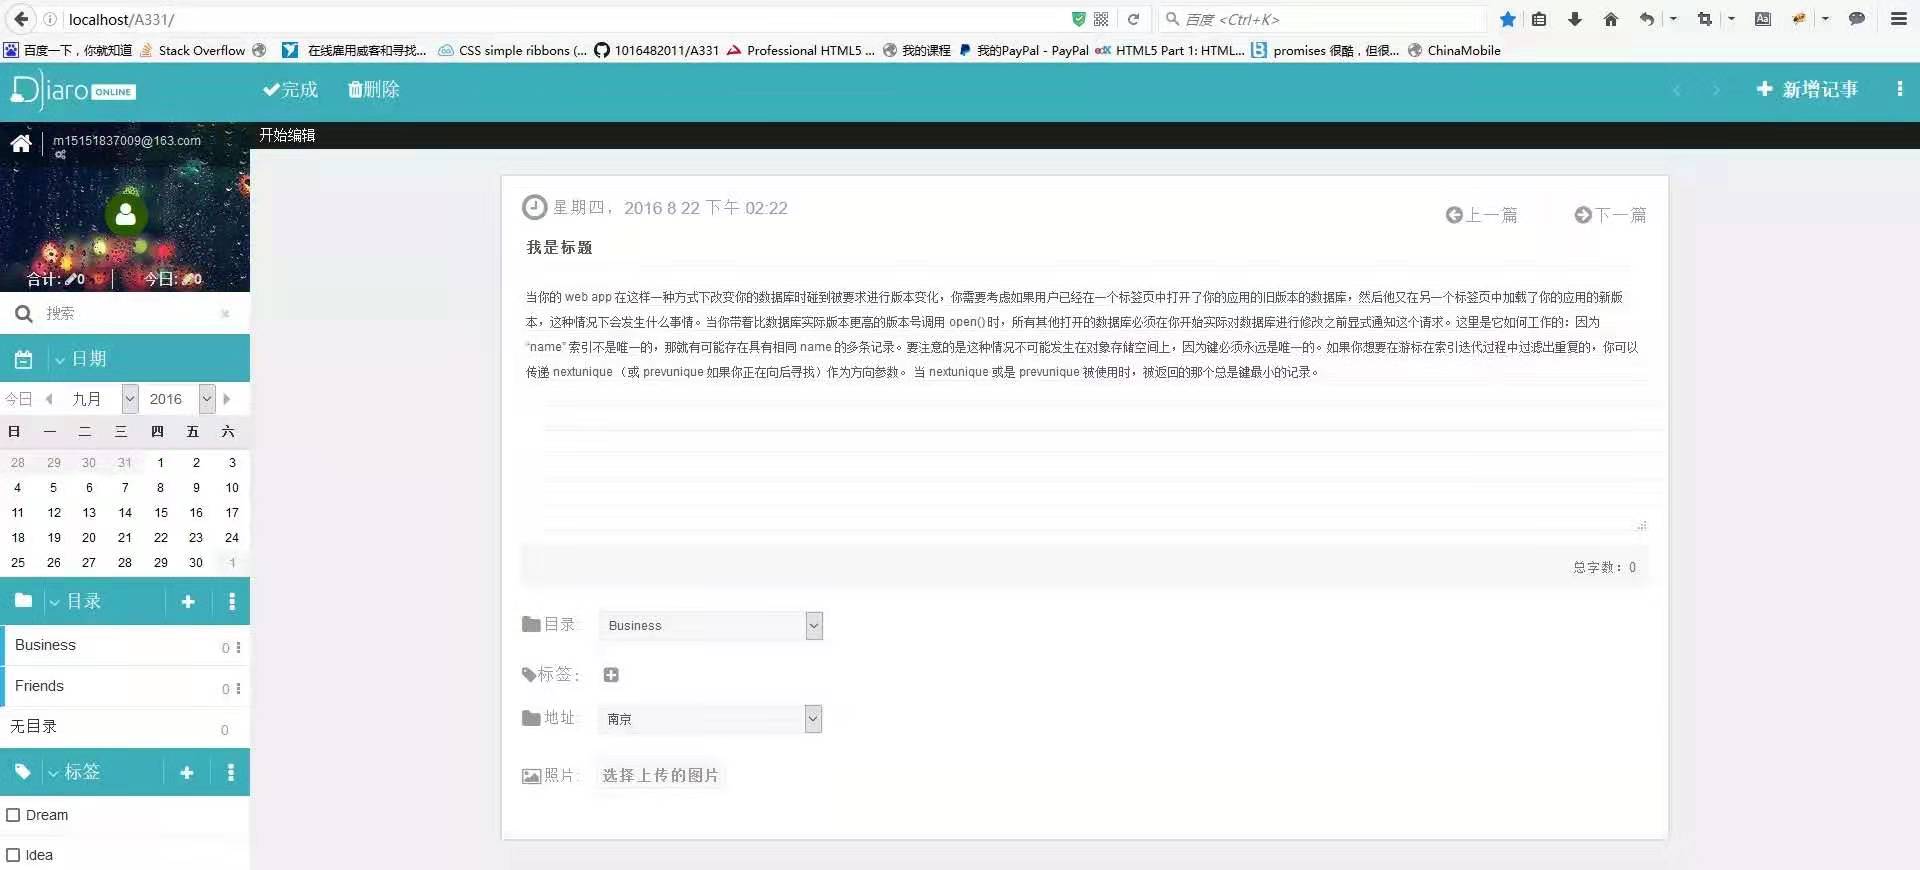 localhost/A331/
百度 <Ctrl+K>
百度一下，你就知道
Stack Overflow
在线雇用威客和寻找...
CSS simple ribbons (...
1016482011/A331
Professional HTML5 ...
我的课程
我的PayPal - PayPal
HTML5 Part 1: HTML...
promises 很酷，但很...
ChinaMobile
Diaro ONLINE
完成
删除
新增记事
m15151837009@163.com
开始编辑
合计: 0
今日: 0
搜索
日期
今日 九月 2016
日 一 二 三 四 五 六
28 29 30 31 1 2 3
4 5 6 7 8 9 10
11 12 13 14 15 16 17
18 19 20 21 22 23 24
25 26 27 28 29 30 1
目录
Business 0
Friends 0
无目录 0
标签
Dream
Idea
星期四，2016 8 22 下午 02:22
上一篇
下一篇
我是标题
当你的 web app 在这样一种方式下改变你的数据库时碰到被要求进行版本变化，你需要考虑如果用户已经在一个标签页中打开了你的应用的旧版本的数据库，然后他又在另一个标签页中加载了你的应用的新版
本，这种情况下会发生什么事情。当你带着比数据库实际版本更高的版本号调用 open() 时，所有其他打开的数据库必须在你开始实际对数据库进行修改之前显式通知这个请求。这里是它如何工作的：因为
“name” 索引不是唯一的，那就有可能存在具有相同 name 的多条记录。要注意的是这种情况不可能发生在对象存储空间上，因为键必须永远是唯一的。如果你想要在游标在索引迭代过程中过滤出重复的，你可以
传递 nextunique （或 prevunique 如果你正在向后寻找）作为方向参数。 当 nextunique 或是 prevunique 被使用时，被返回的那个总是键最小的记录。
总字数：0
目录: Business
标签：
地址: 南京
照片: 选择上传的图片